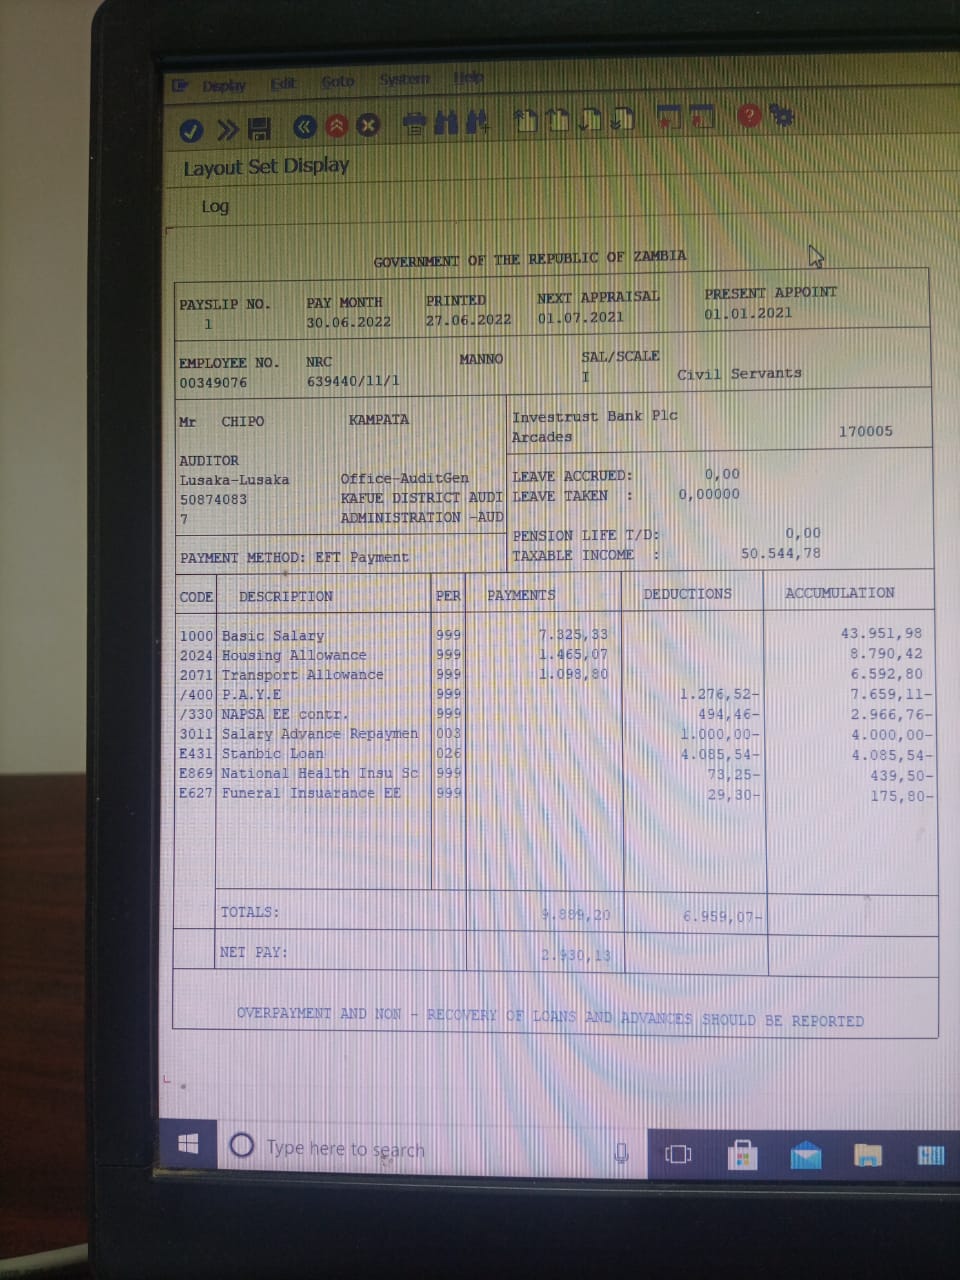 Display Edit Goto System Help
Layout Set Display
Log
GOVERNMENT OF THE REPUBLIC OF ZAMBIA
PAYSLIP NO. PAY MONTH PRINTED NEXT APPRAISAL PRESENT APPOINT
1 30.06.2022 27.06.2022 01.07.2021 01.01.2021
EMPLOYEE NO. NRC MANNO SAL/SCALE
00349076 639440/11/1 I Civil Servants
Mr CHIPO KAMPATA Investrust Bank Plc
Arcades 170005
AUDITOR
Lusaka-Lusaka Office-AuditGen LEAVE ACCRUED: 0,00
50874083 KAFUE DISTRICT AUDI LEAVE TAKEN : 0,00000
7 ADMINISTRATION -AUD
PENSION LIFE T/D: 0,00
PAYMENT METHOD: EFT Payment TAXABLE INCOME : 50.544,78
CODE DESCRIPTION PER PAYMENTS DEDUCTIONS ACCUMULATION
1000 Basic Salary 999 7.325,33 43.951,98
2024 Housing Allowance 999 1.465,07 8.790,42
2071 Transport Allowance 999 1.098,80 6.592,80
/400 P.A.Y.E 999 1.276,52- 7.659,11-
/330 NAPSA EE contr. 999 494,46- 2.966,76-
3011 Salary Advance Repaymen 003 1.000,00- 4.000,00-
E431 Stanbic Loan 026 4.085,54- 4.085,54-
E869 National Health Insu Sc 999 73,25- 439,50-
E627 Funeral Insuarance EE 999 29,30- 175,80-
TOTALS: 9.889,20 6.959,07-
NET PAY: 2.930,13
OVERPAYMENT AND NON - RECOVERY OF LOANS AND ADVANCES SHOULD BE REPORTED
Type here to search